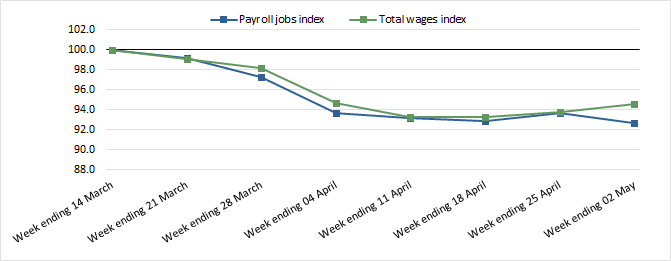 Payroll jobs index Total wages index
102.0
100.0
98.0
96.0
94.0
92.0
90.0
88.0
Week ending 14 March
Week ending 21 March
Week ending 28 March
Week ending 04 April
Week ending 11 April
Week ending 18 April
Week ending 25 April
Week ending 02 May